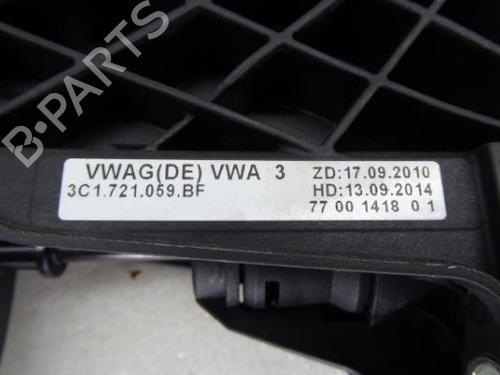 B-PARTS
VWAG(DE) VWA 3 ZD:17.09.2010
3C1.721.059.BF HD:13.09.2014
77 00 1418 0 1